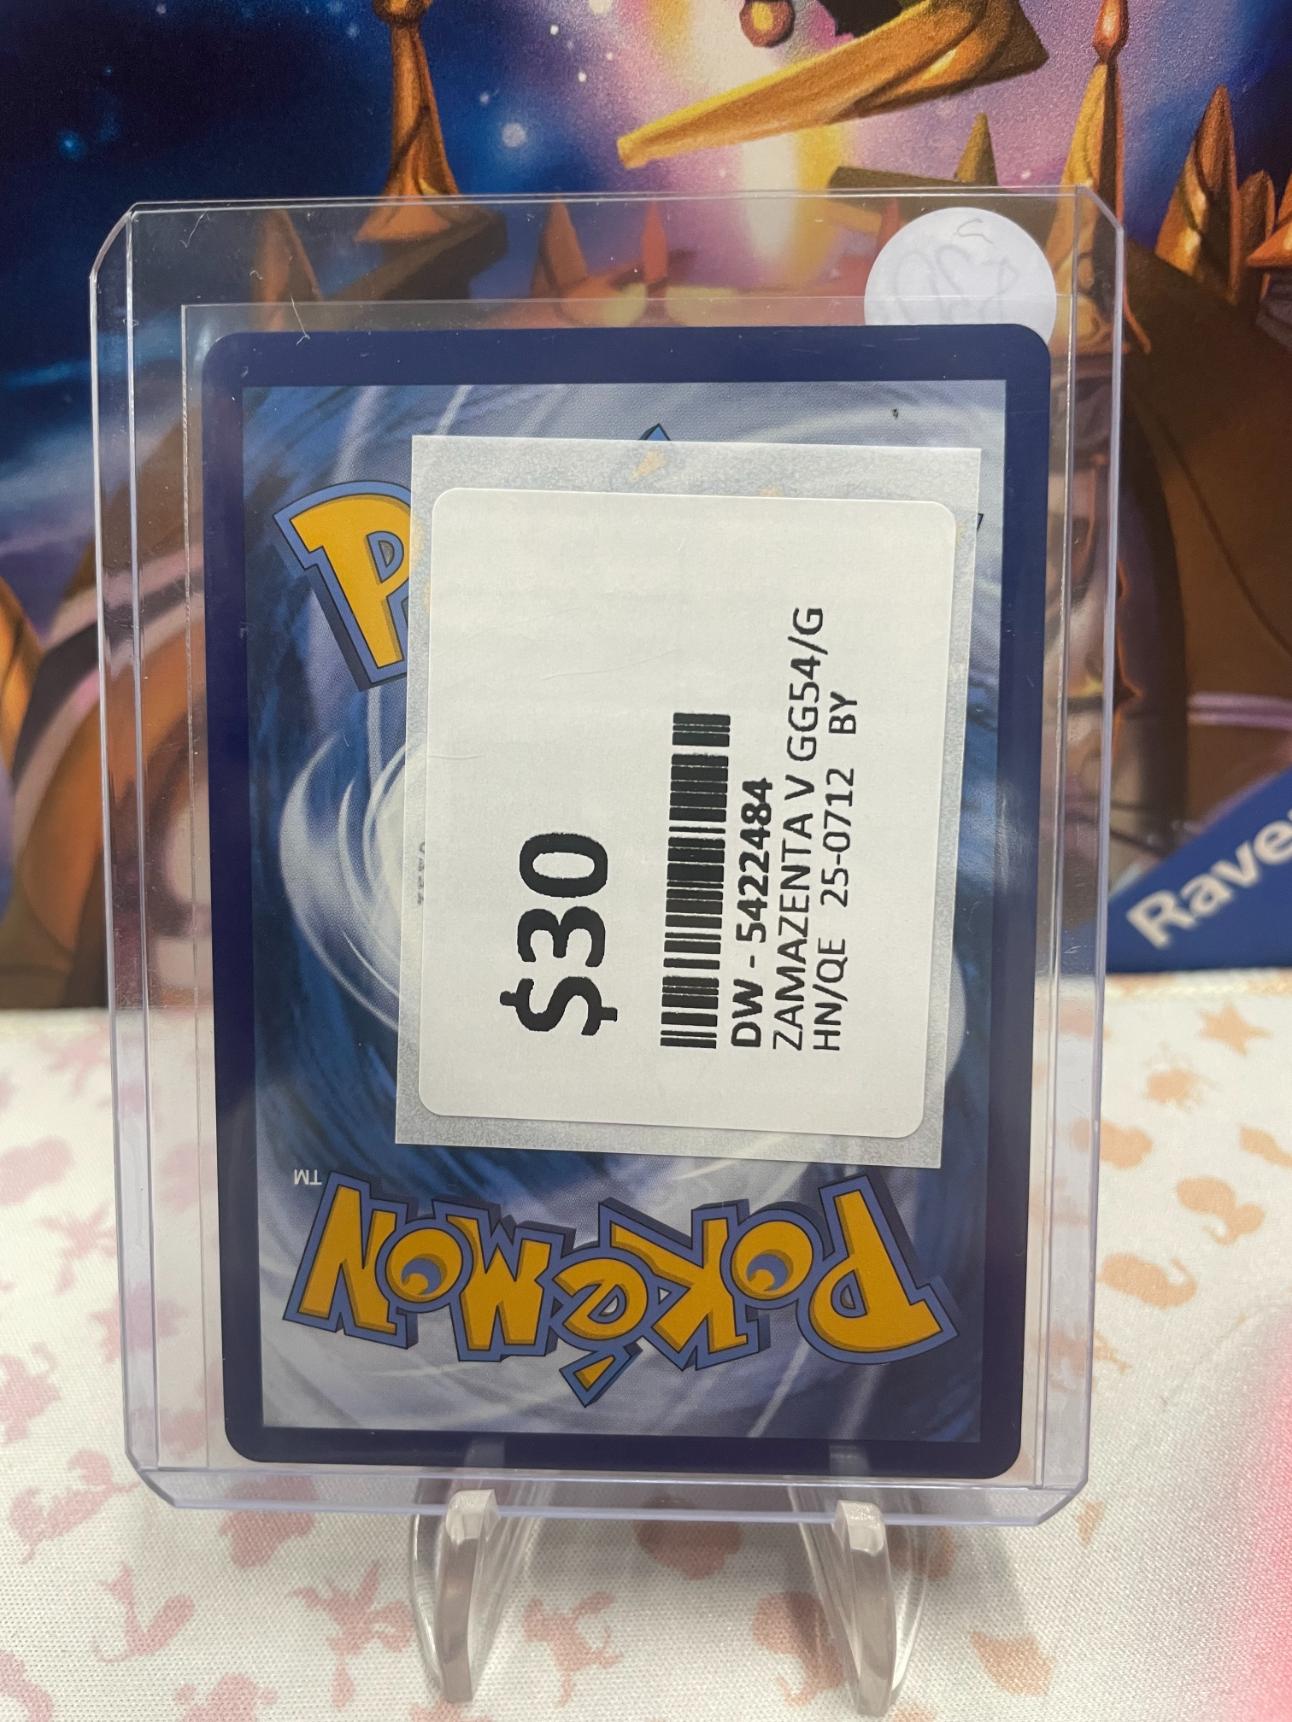 $30
DW - 5422484
ZAMAZENTA V GG54/G
HN/QE 25-0712 BY
P
TM
POKéMON
Rave